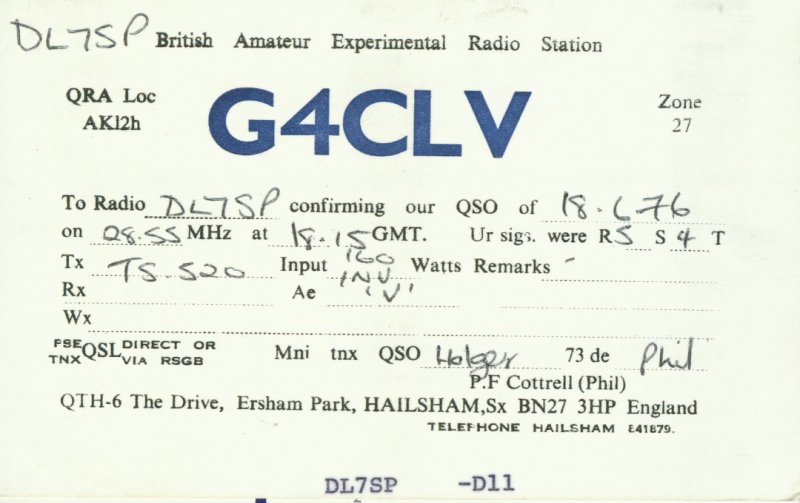 DL7SP British Amateur Experimental Radio Station
QRA Loc
AK12h
G4CLV
Zone
27
To Radio DL7SP confirming our QSO of 18.6.76
on 28.55 MHz at 18.15 GMT. Ur sigs. were R 5 S 4 T
Tx TS.520 Input 160 Watts Remarks -
Rx Ae INV 'V'
Wx
PSE TNX QSL DIRECT OR VIA RSGB Mni tnx QSO Holger 73 de Phil
P.F Cottrell (Phil)
QTH-6 The Drive, Ersham Park, HAILSHAM,Sx BN27 3HP England
TELEPHONE HAILSHAM 841879.
DL7SP -D11